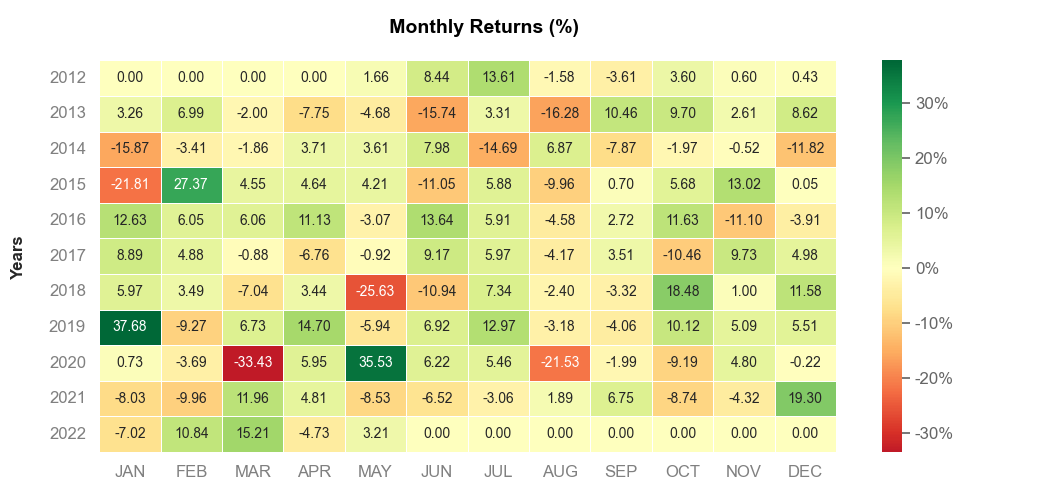 Monthly Returns (%)
Years
2012 0.00 0.00 0.00 0.00 1.66 8.44 13.61 -1.58 -3.61 3.60 0.60 0.43
2013 3.26 6.99 -2.00 -7.75 -4.68 -15.74 3.31 -16.28 10.46 9.70 2.61 8.62
2014 -15.87 -3.41 -1.86 3.71 3.61 7.98 -14.69 6.87 -7.87 -1.97 -0.52 -11.82
2015 -21.81 27.37 4.55 4.64 4.21 -11.05 5.88 -9.96 0.70 5.68 13.02 0.05
2016 12.63 6.05 6.06 11.13 -3.07 13.64 5.91 -4.58 2.72 11.63 -11.10 -3.91
2017 8.89 4.88 -0.88 -6.76 -0.92 9.17 5.97 -4.17 3.51 -10.46 9.73 4.98
2018 5.97 3.49 -7.04 3.44 -25.63 -10.94 7.34 -2.40 -3.32 18.48 1.00 11.58
2019 37.68 -9.27 6.73 14.70 -5.94 6.92 12.97 -3.18 -4.06 10.12 5.09 5.51
2020 0.73 -3.69 -33.43 5.95 35.53 6.22 5.46 -21.53 -1.99 -9.19 4.80 -0.22
2021 -8.03 -9.96 11.96 4.81 -8.53 -6.52 -3.06 1.89 6.75 -8.74 -4.32 19.30
2022 -7.02 10.84 15.21 -4.73 3.21 0.00 0.00 0.00 0.00 0.00 0.00 0.00
JAN FEB MAR APR MAY JUN JUL AUG SEP OCT NOV DEC
30%
20%
10%
0%
-10%
-20%
-30%